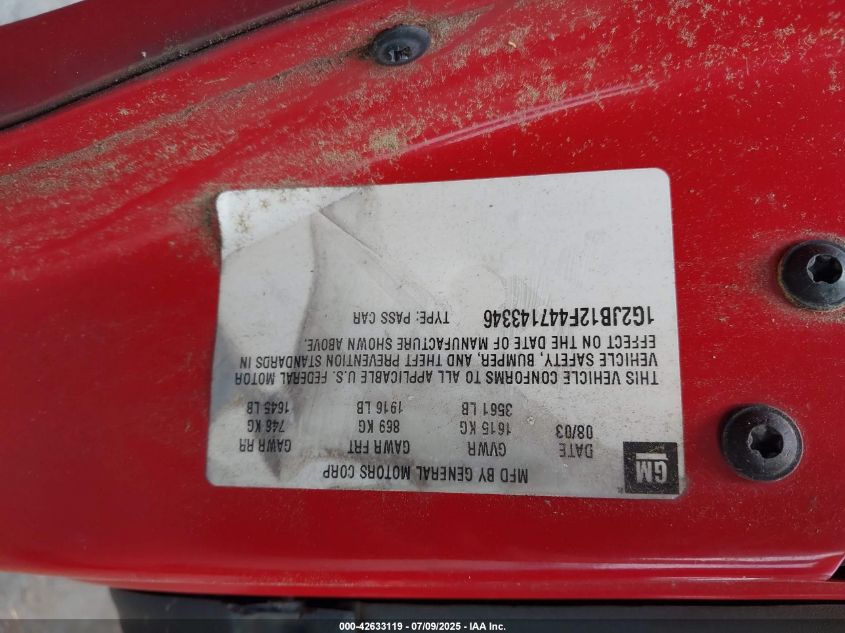 GM
MFD BY GENERAL MOTORS CORP
DATE GVWR GAWR FRT GAWR RR
08/03 1615 KG 869 KG 746 KG
3561 LB 1916 LB 1645 LB
THIS VEHICLE CONFORMS TO ALL APPLICABLE U.S. FEDERAL MOTOR
VEHICLE SAFETY, BUMPER, AND THEFT PREVENTION STANDARDS IN
EFFECT ON THE DATE OF MANUFACTURE SHOWN ABOVE.
1G2JB12F447143346 TYPE: PASS CAR
000-42633119 / 07/09/2025 - IAA Inc.